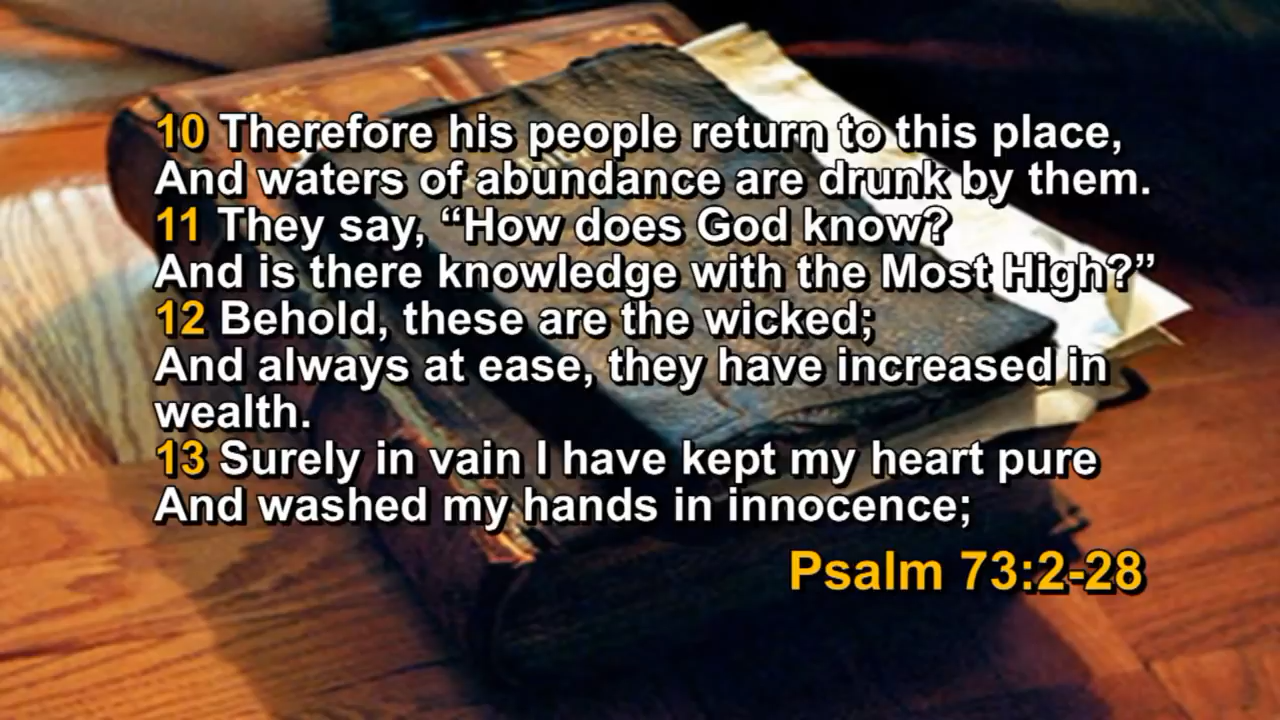 10 Therefore his people return to this place,
And waters of abundance are drunk by them.
11 They say, “How does God know?
And is there knowledge with the Most High?”
12 Behold, these are the wicked;
And always at ease, they have increased in
wealth.
13 Surely in vain I have kept my heart pure
And washed my hands in innocence;
Psalm 73:2-28